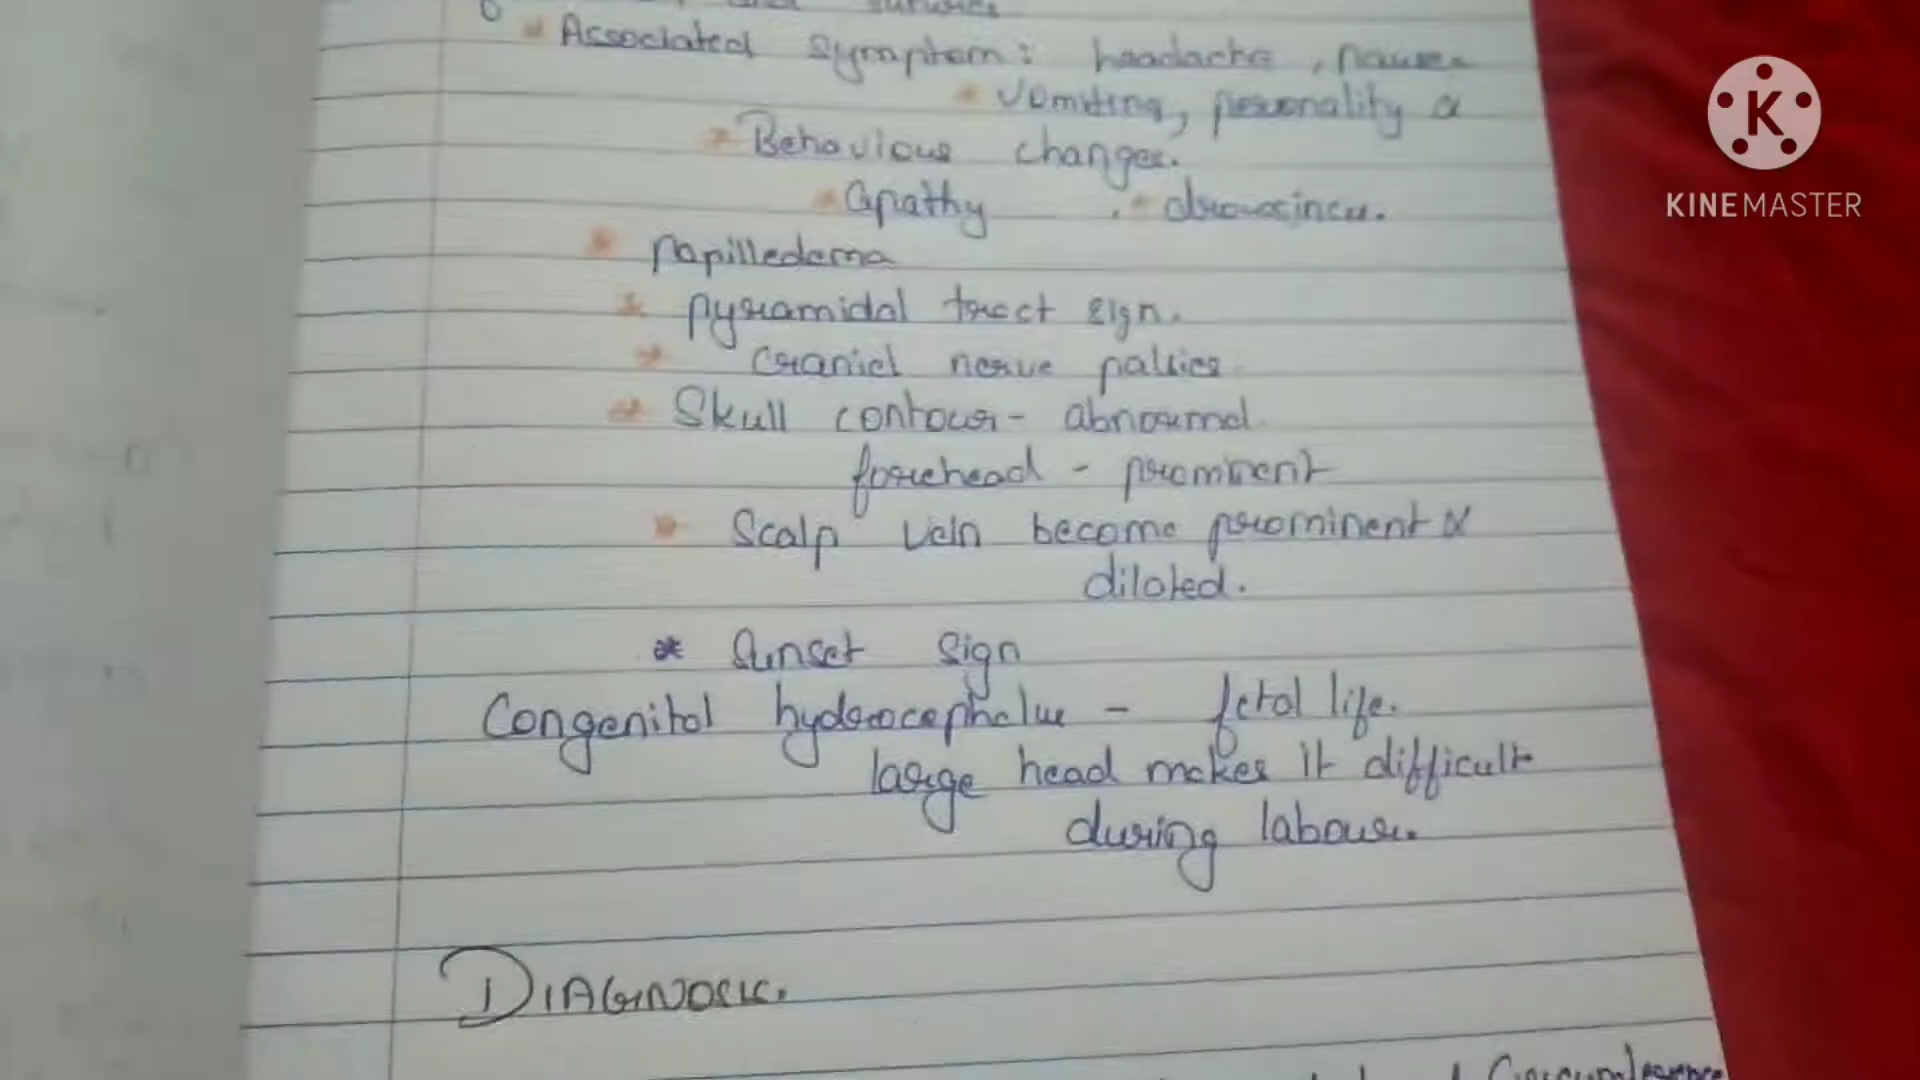 sutures
* Associated Symptom: headache, nausea
* Vomiting, personality &
* Behaviour changes.
* Apathy, * drowsiness.
* papilledema
* pyramidal tract sign.
* cranial nerve palsies
* Skull contour - abnormal
forehead - prominent
* Scalp vein become prominent &
dilated.
* Sunset sign
Congenital hydrocephalus - fetal life.
large head makes it difficult
during labour.
DIAGNOSIS.
Circumference
K
KINEMASTER